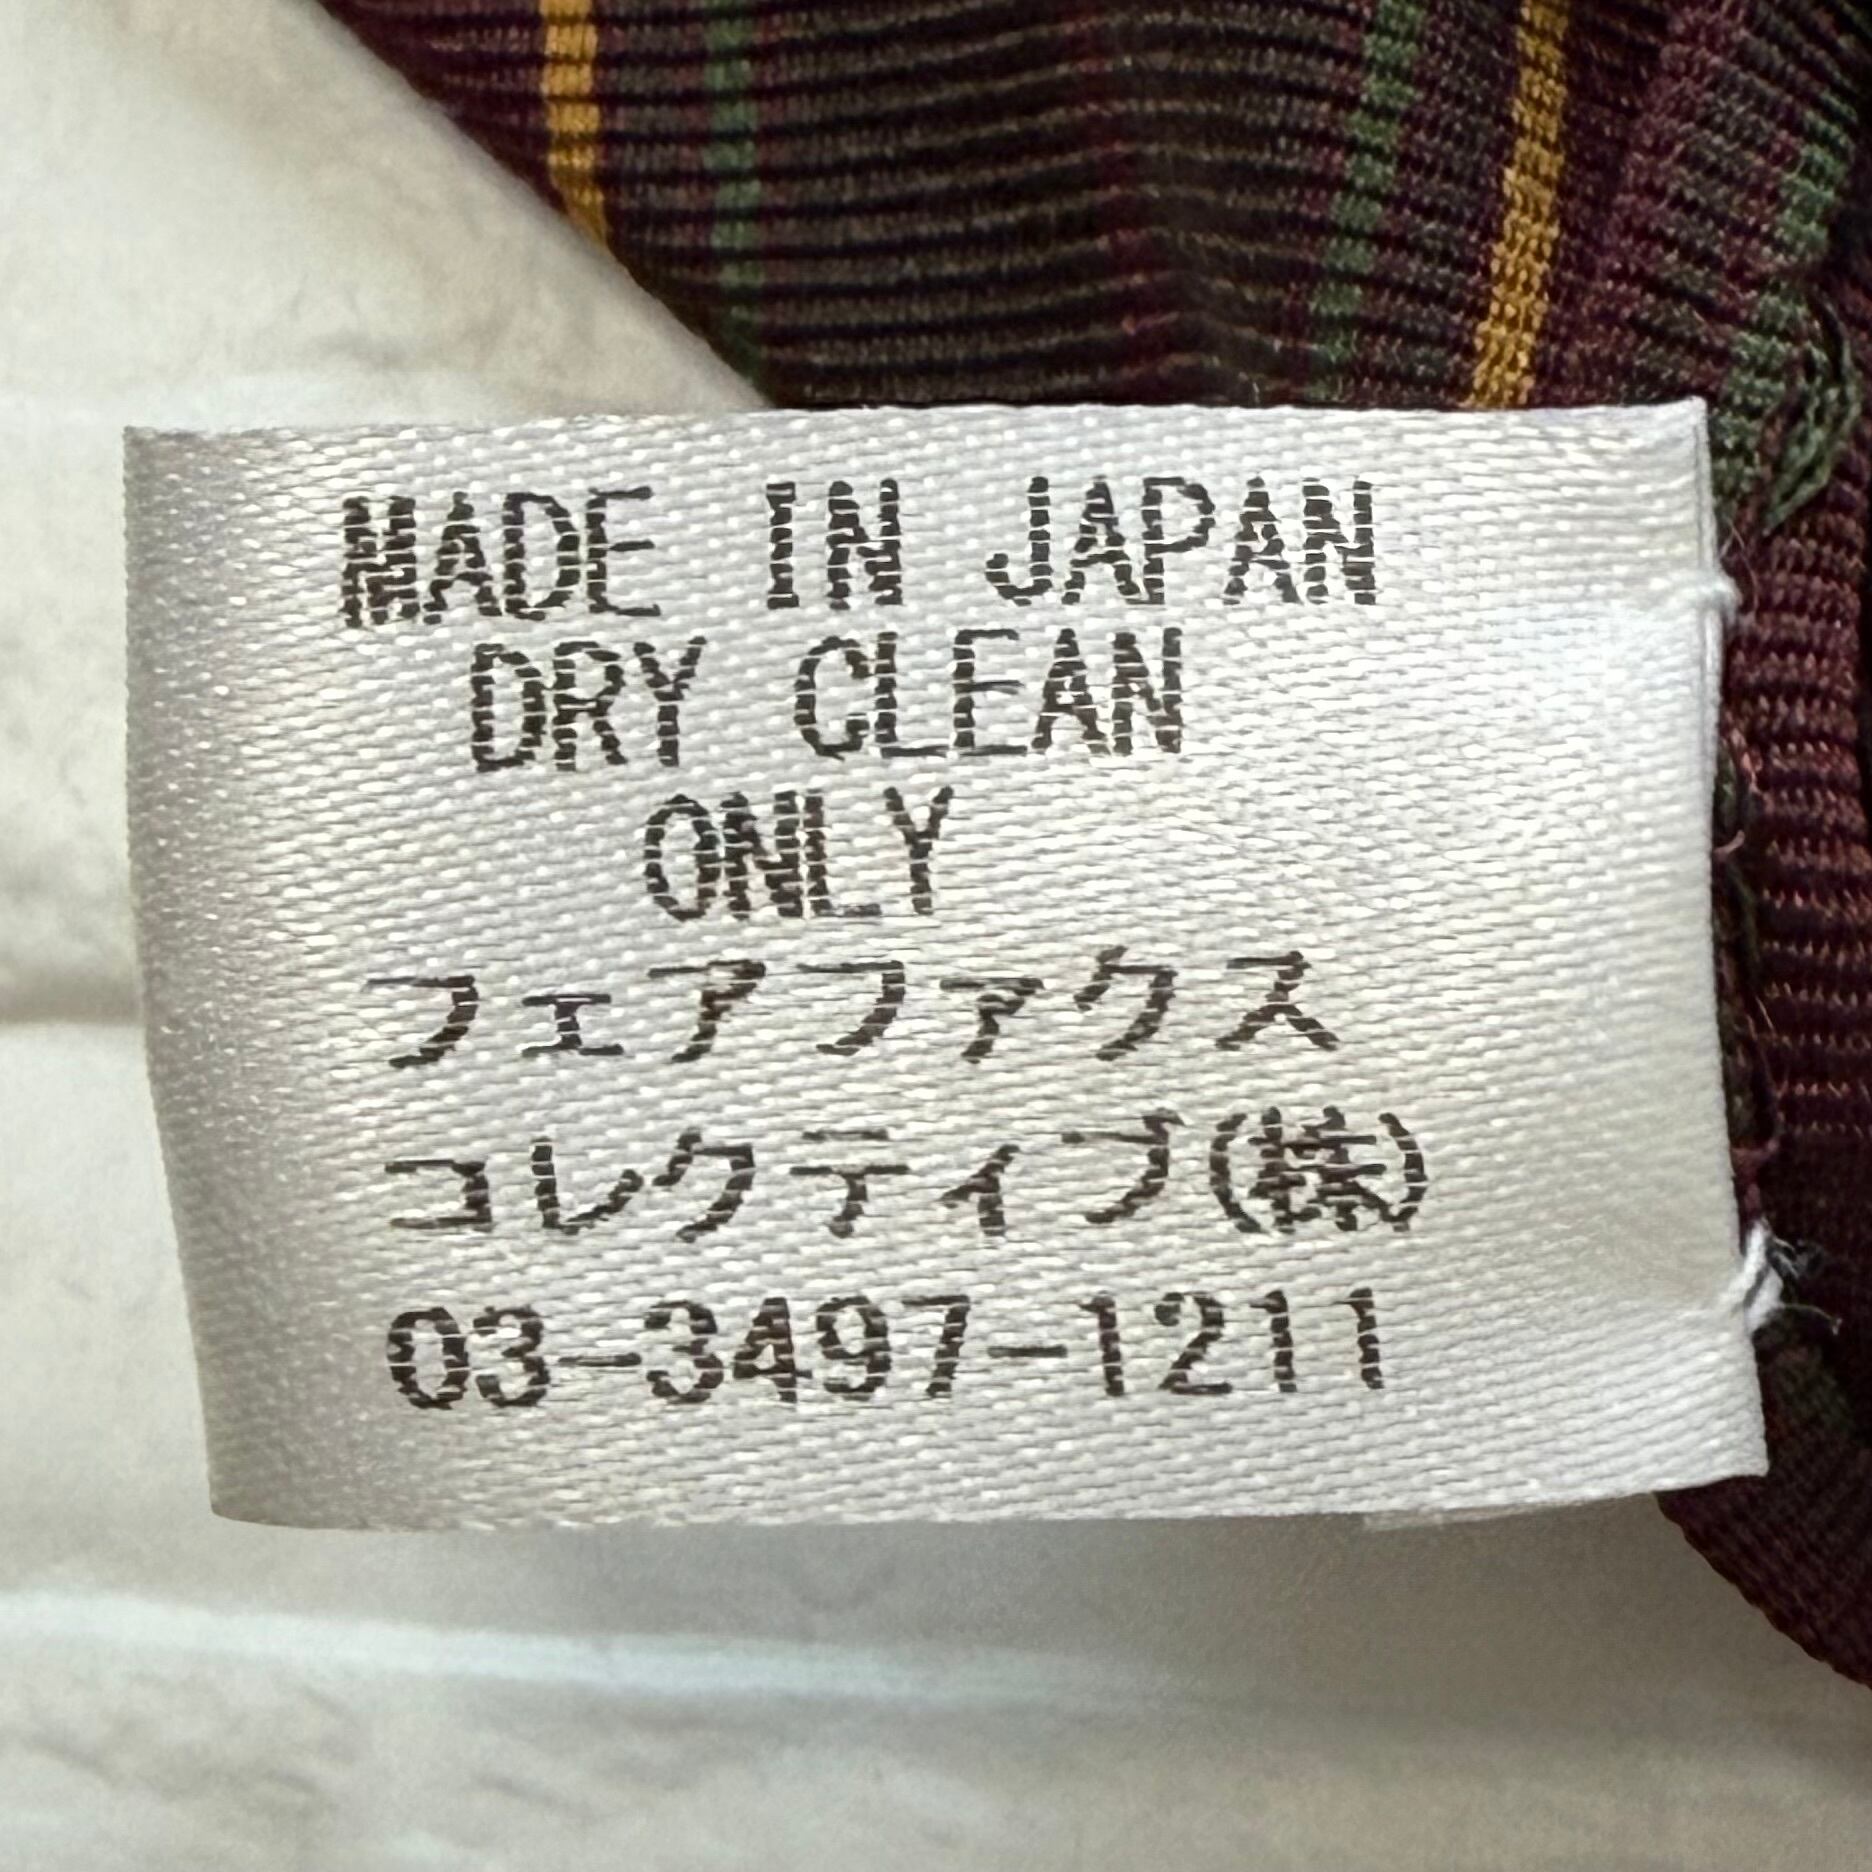 MADE IN JAPAN
DRY CLEAN
ONLY
フェアファクス
コレクティブ(株)
03-3497-1211